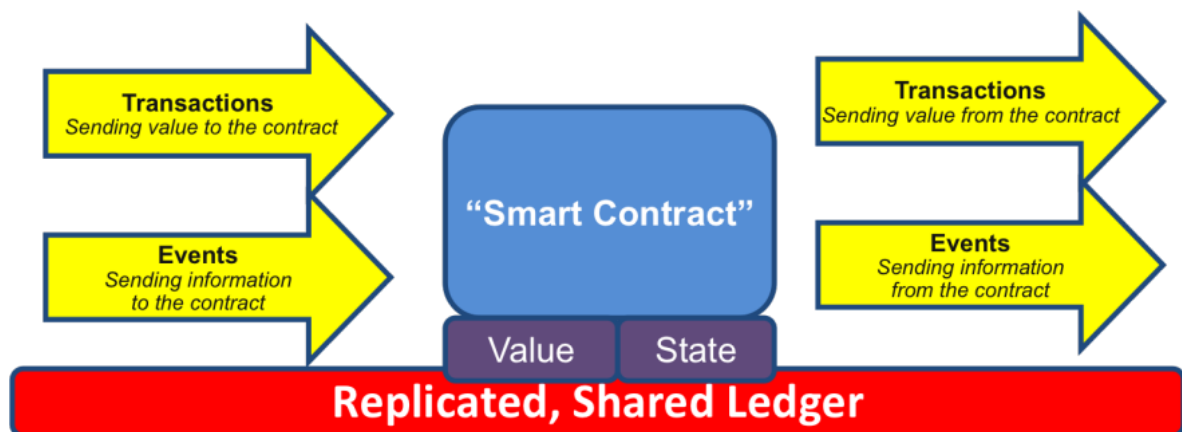 Transactions
Sending value to the contract
Events
Sending information
to the contract
“Smart Contract”
Value
State
Transactions
Sending value from the contract
Events
Sending information
from the contract
Replicated, Shared Ledger